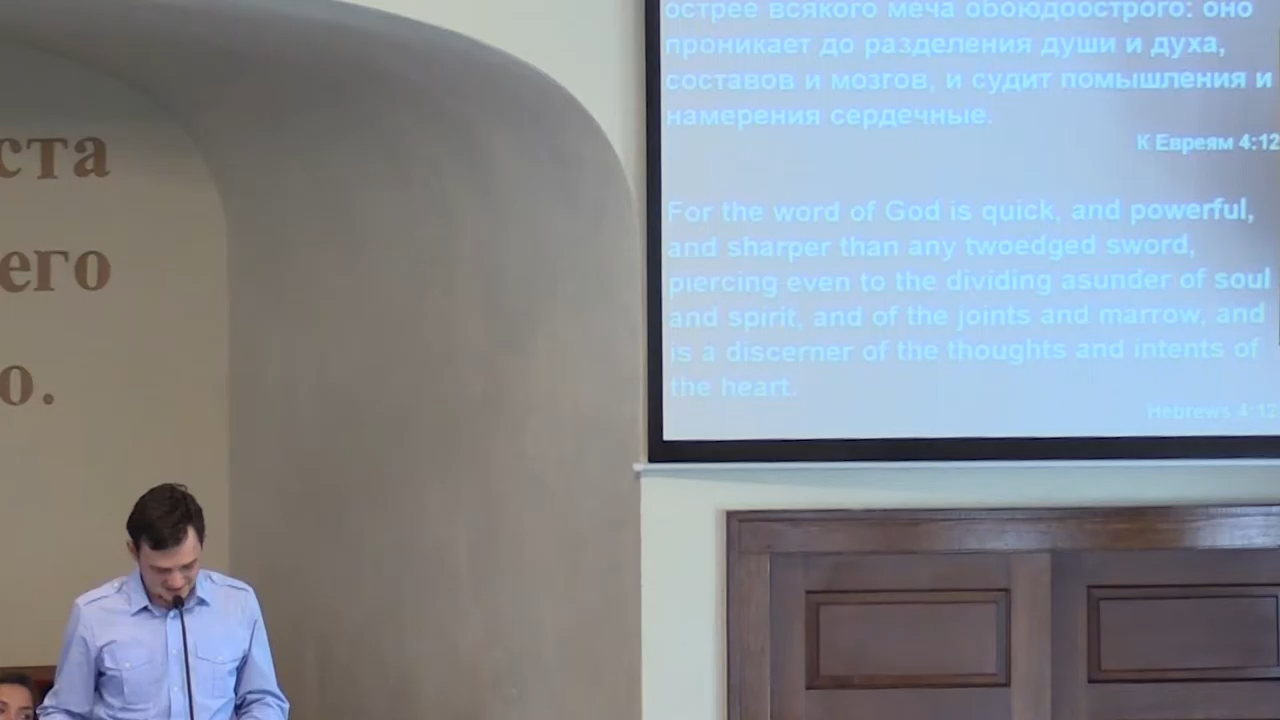 ста
его
о.
острее всякого меча обоюдоострого: оно
проникает до разделения души и духа,
составов и мозгов, и судит помышления и
намерения сердечные.
К Евреям 4:12
For the word of God is quick, and powerful,
and sharper than any twoedged sword,
piercing even to the dividing asunder of soul
and spirit, and of the joints and marrow, and
is a discerner of the thoughts and intents of
the heart.
Hebrews 4:12